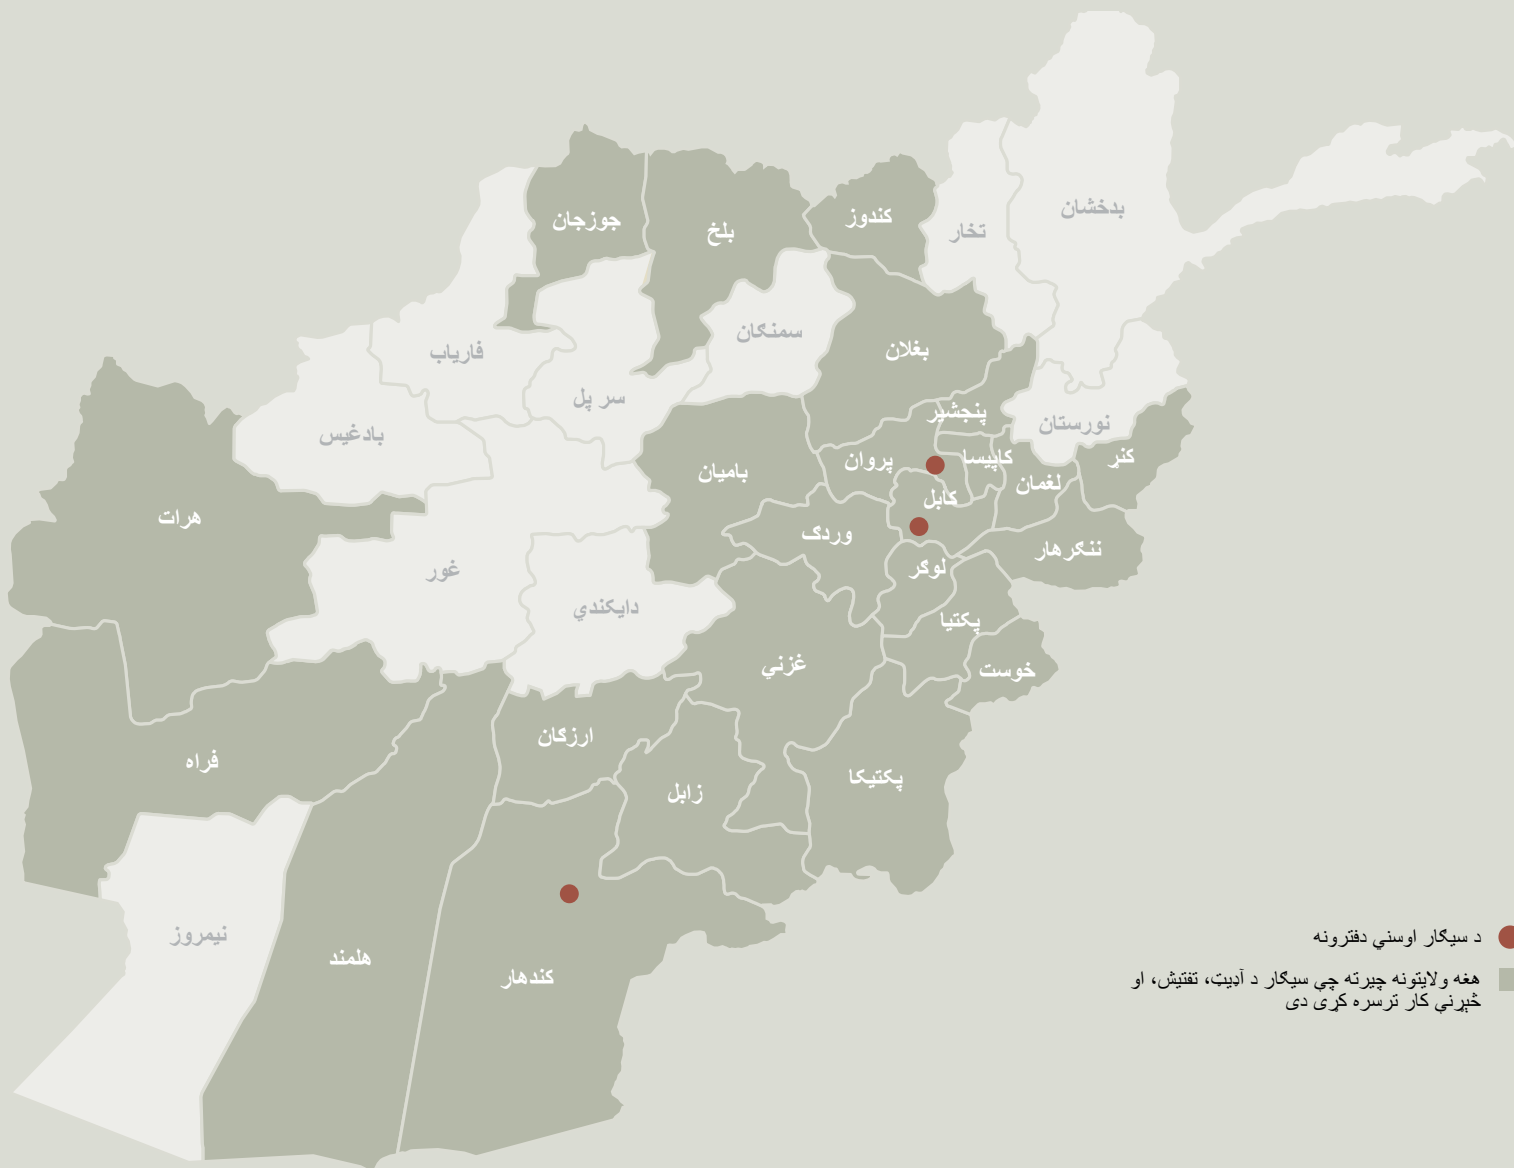 بدخشان
تخار
کندوز
بلخ
جوزجان
سمنګان
بغلان
فارياب
سر پل
بادغيس
پنجشير
نورستان
کنړ
کاپيسا
پروان
باميان
لغمان
کابل
هرات
وردګ
ننګرهار
لوګر
غور
دايکندي
پکتيا
غزني
خوست
ارزګان
فراه
پکتيکا
زابل
نيمروز
هلمند
کندهار
د سيګار اوسني دفترونه
هغه ولايتونه چيرته چې سيګار د آډيټ، تفتيش، او
څېړنې کار ترسره کړی دی